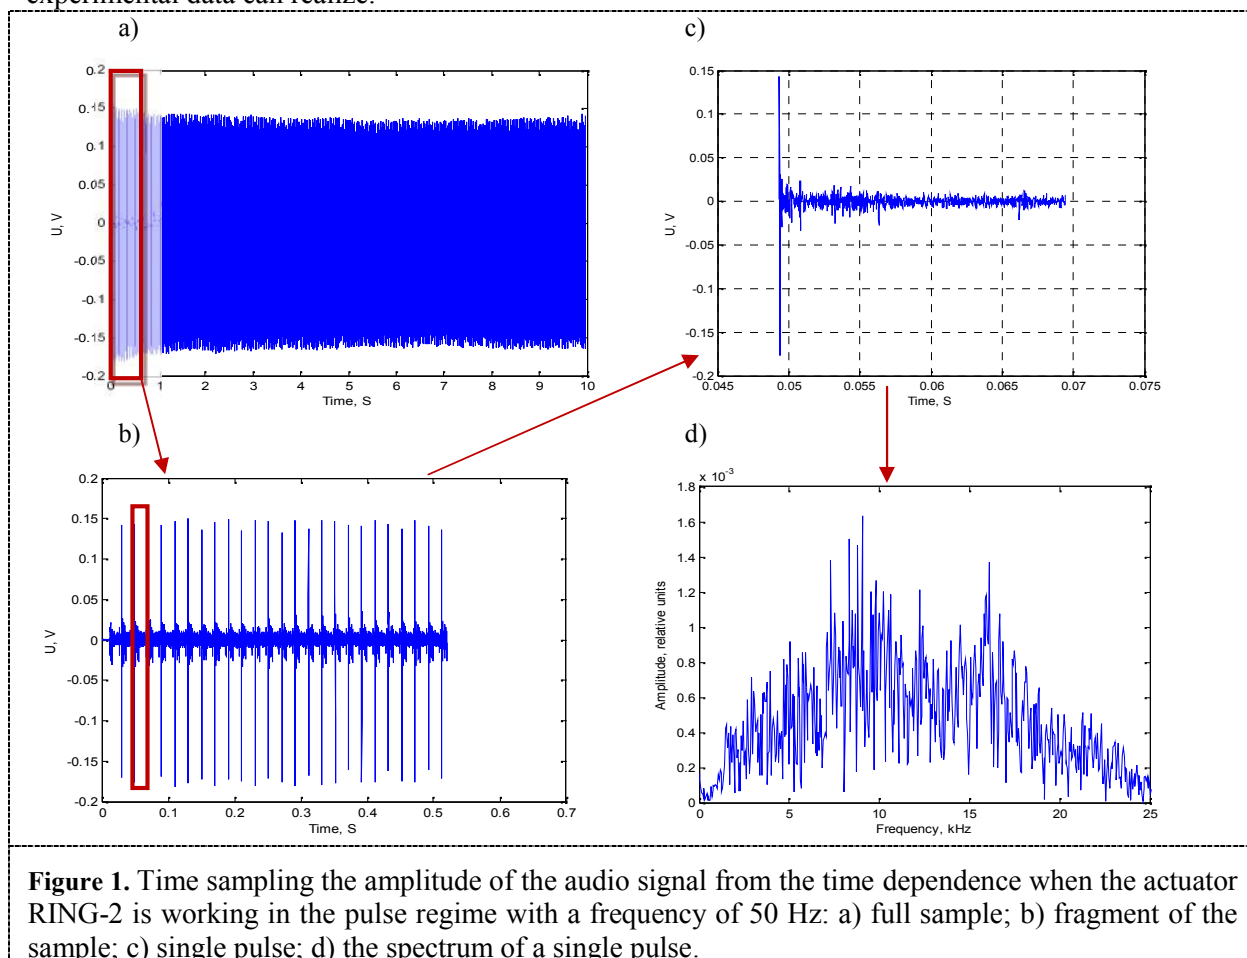 experimental data can realize.
a)
c)
0.2
0.15
0.1
0.05
0
-0.05
-0.1
-0.15
-0.2
U, V
0 1 2 3 4 5 6 7 8 9 10
Time, S
0.15
0.1
0.05
0
-0.05
-0.1
-0.15
-0.2
U, V
0.045 0.05 0.055 0.06 0.065 0.07 0.075
Time, S
b)
d)
0.2
0.15
0.1
0.05
0
-0.05
-0.1
-0.15
-0.2
U, V
0 0.1 0.2 0.3 0.4 0.5 0.6 0.7
Time, S
x 10-3
1.8
1.6
1.4
1.2
1
0.8
0.6
0.4
0.2
0
Amplitude, relative units
0 5 10 15 20 25
Frequency, kHz
Figure 1. Time sampling the amplitude of the audio signal from the time dependence when the actuator
RING-2 is working in the pulse regime with a frequency of 50 Hz: a) full sample; b) fragment of the
sample; c) single pulse; d) the spectrum of a single pulse.